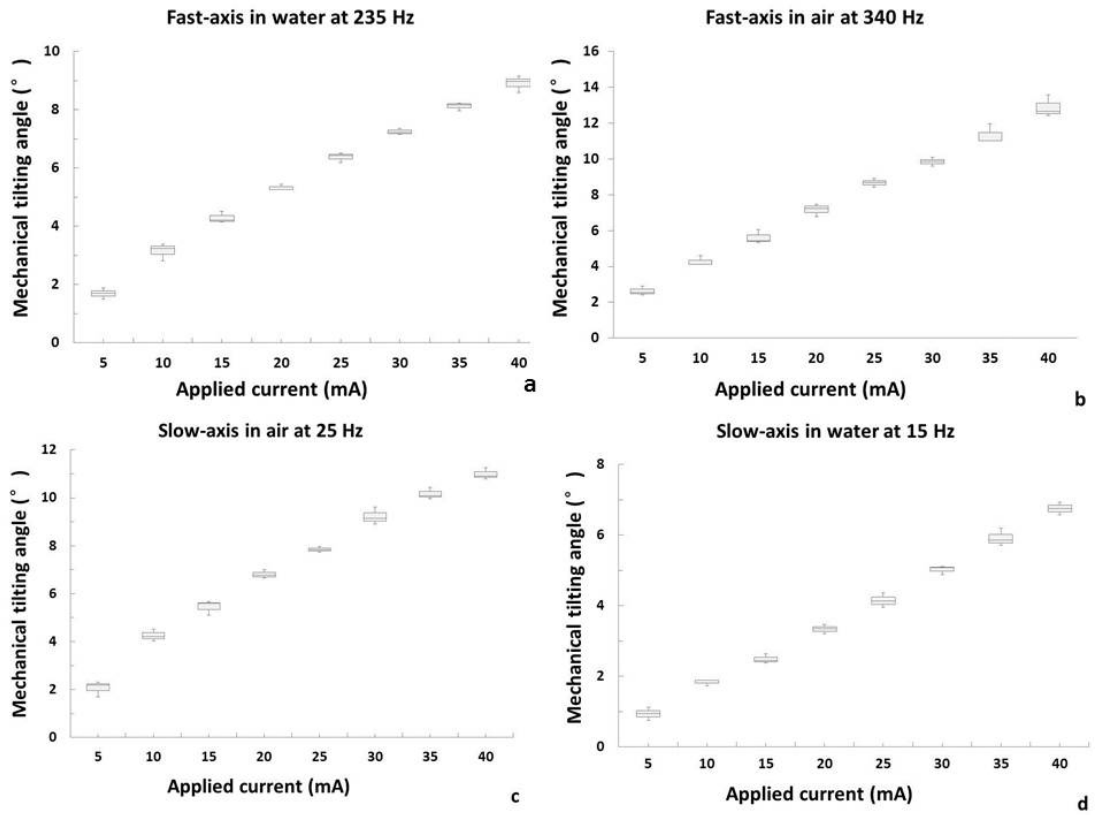 Fast-axis in water at 235 Hz
Mechanical tilting angle (°)
10
8
6
4
2
0
5 10 15 20 25 30 35 40
Applied current (mA)
a
Fast-axis in air at 340 Hz
Mechanical tilting angle (°)
16
14
12
10
8
6
4
2
0
5 10 15 20 25 30 35 40
Applied current (mA)
b
Slow-axis in air at 25 Hz
Mechanical tilting angle (°)
12
10
8
6
4
2
0
5 10 15 20 25 30 35 40
Applied current (mA)
c
Slow-axis in water at 15 Hz
Mechanical tilting angle (°)
8
6
4
2
0
5 10 15 20 25 30 35 40
Applied current (mA)
d